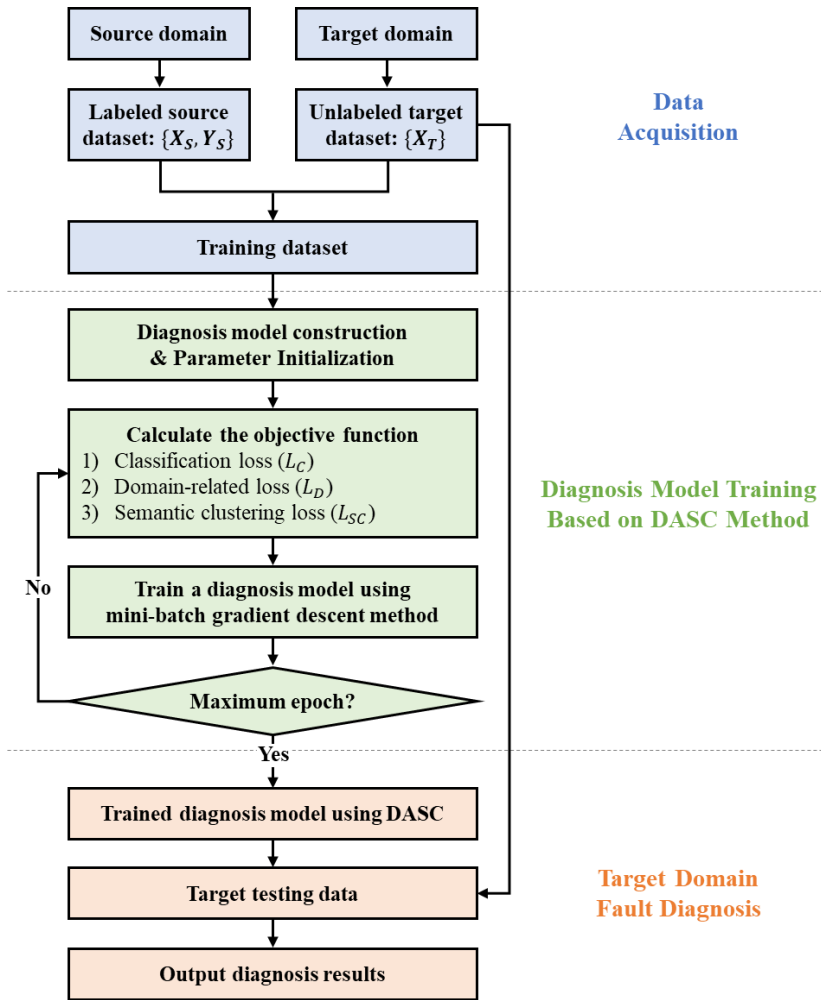 Source domain
Target domain
Labeled source
dataset: {X_S, Y_S}
Unlabeled target
dataset: {X_T}
Data
Acquisition
Training dataset
Diagnosis model construction
& Parameter Initialization
Calculate the objective function
1) Classification loss (L_C)
2) Domain-related loss (L_D)
3) Semantic clustering loss (L_SC)
Diagnosis Model Training
Based on DASC Method
No
Train a diagnosis model using
mini-batch gradient descent method
Maximum epoch?
Yes
Trained diagnosis model using DASC
Target testing data
Target Domain
Fault Diagnosis
Output diagnosis results